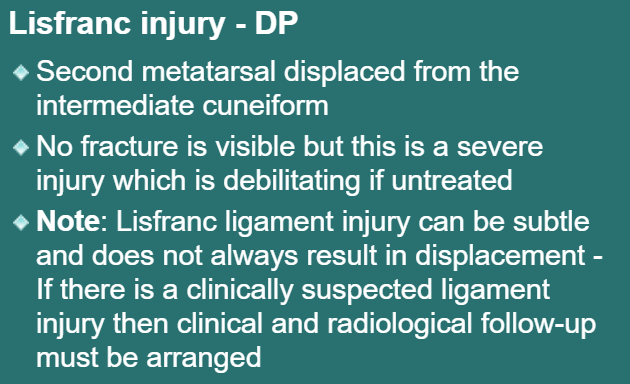 Lisfranc injury - DP
Second metatarsal displaced from the
intermediate cuneiform
No fracture is visible but this is a severe
injury which is debilitating if untreated
Note: Lisfranc ligament injury can be subtle
and does not always result in displacement -
If there is a clinically suspected ligament
injury then clinical and radiological follow-up
must be arranged